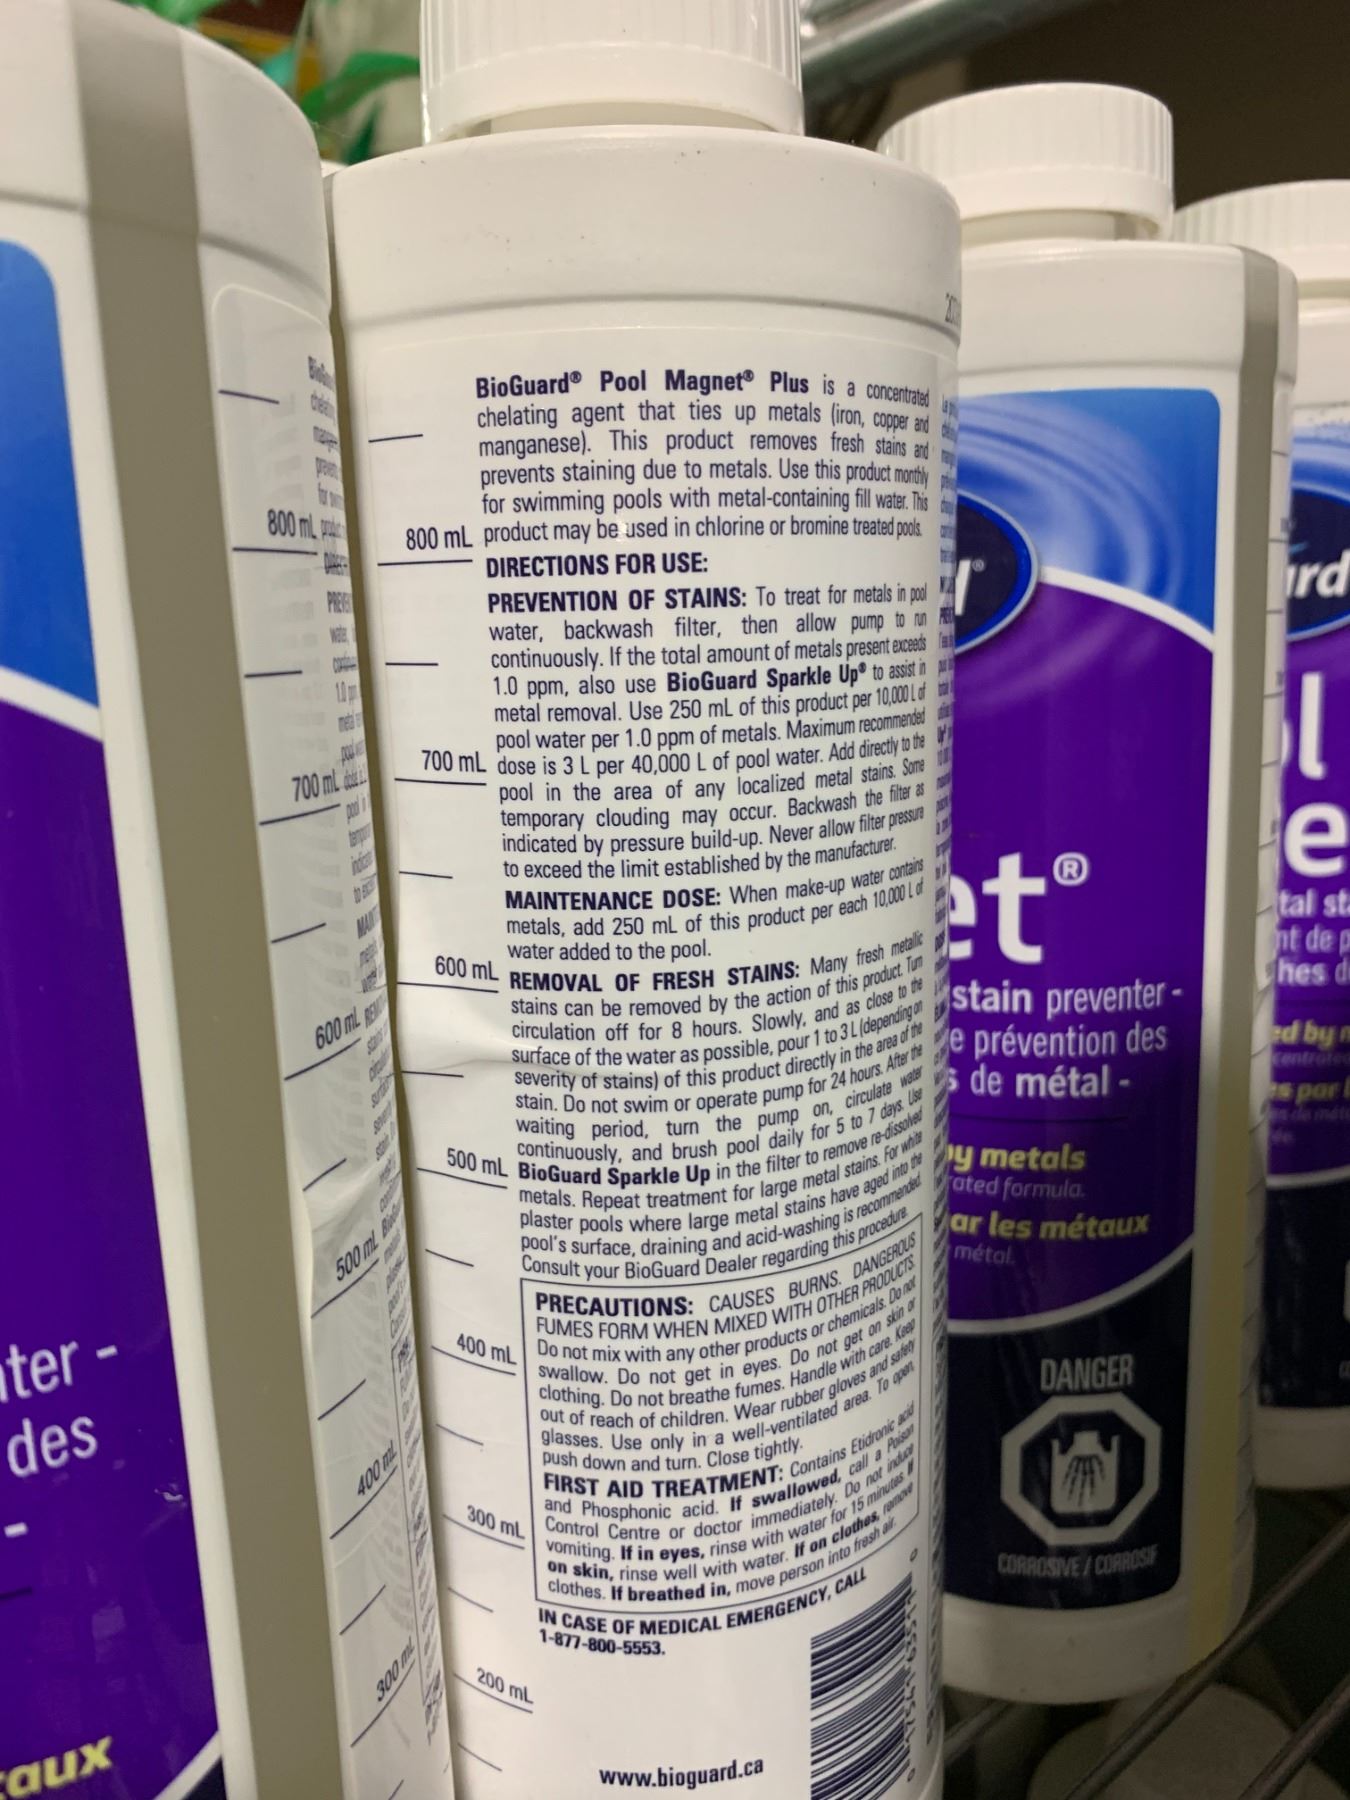 BioGuard® Pool Magnet® Plus is a concentrated
chelating agent that ties up metals (iron, copper and
manganese). This product removes fresh stains and
prevents staining due to metals. Use this product monthly
for swimming pools with metal-containing fill water. This
product may be used in chlorine or bromine treated pools.
DIRECTIONS FOR USE:
PREVENTION OF STAINS: To treat for metals in pool
water, backwash filter, then allow pump to run
continuously. If the total amount of metals present exceeds
1.0 ppm, also use BioGuard Sparkle Up® to assist in
metal removal. Use 250 mL of this product per 10,000 L of
pool water per 1.0 ppm of metals. Maximum recommended
dose is 3 L per 40,000 L of pool water. Add directly to the
pool in the area of any localized metal stains. Some
temporary clouding may occur. Backwash the filter as
indicated by pressure build-up. Never allow filter pressure
to exceed the limit established by the manufacturer.
MAINTENANCE DOSE: When make-up water contains
metals, add 250 mL of this product per each 10,000 L of
water added to the pool.
REMOVAL OF FRESH STAINS: Many fresh metallic
stains can be removed by the action of this product. Turn
circulation off for 8 hours. Slowly, and as close to the
surface of the water as possible, pour 1 to 3 L (depending on
severity of stains) of this product directly in the area of the
stain. Do not swim or operate pump for 24 hours. After the
waiting period, turn the pump on, circulate water
continuously, and brush pool daily for 5 to 7 days. Use
BioGuard Sparkle Up in the filter to remove re-dissolved
metals. Repeat treatment for large metal stains. For white
plaster pools where large metal stains have aged into the
pool's surface, draining and acid-washing is recommended.
Consult your BioGuard Dealer regarding this procedure.
PRECAUTIONS: CAUSES BURNS. DANGEROUS
FUMES FORM WHEN MIXED WITH OTHER PRODUCTS.
Do not mix with any other products or chemicals. Do not
swallow. Do not get in eyes. Do not get on skin or
clothing. Do not breathe fumes. Handle with care. Keep
out of reach of children. Wear rubber gloves and safety
glasses. Use only in a well-ventilated area. To open,
push down and turn. Close tightly.
FIRST AID TREATMENT: Contains Etidronic acid
and Phosphonic acid. If swallowed, call a Poison
Control Centre or doctor immediately. Do not induce
vomiting. If in eyes, rinse with water for 15 minutes. If
on skin, rinse well with water. If on clothes, remove
clothes. If breathed in, move person into fresh air.
IN CASE OF MEDICAL EMERGENCY, CALL
1-877-800-5553.
www.bioguard.ca
800 mL
700 mL
600 mL
500 mL
400 mL
300 mL
200 mL
800 mL
700 mL
600 mL
500 mL
400 mL
300 mL
ter -
des
-
aux
et®
stain preventer -
e prévention des
s de métal -
by metals
rated formula.
ar les métaux
métal.
DANGER
CORROSIVE / CORROSIF
ard
l
e
tal st
nt de p
hes d